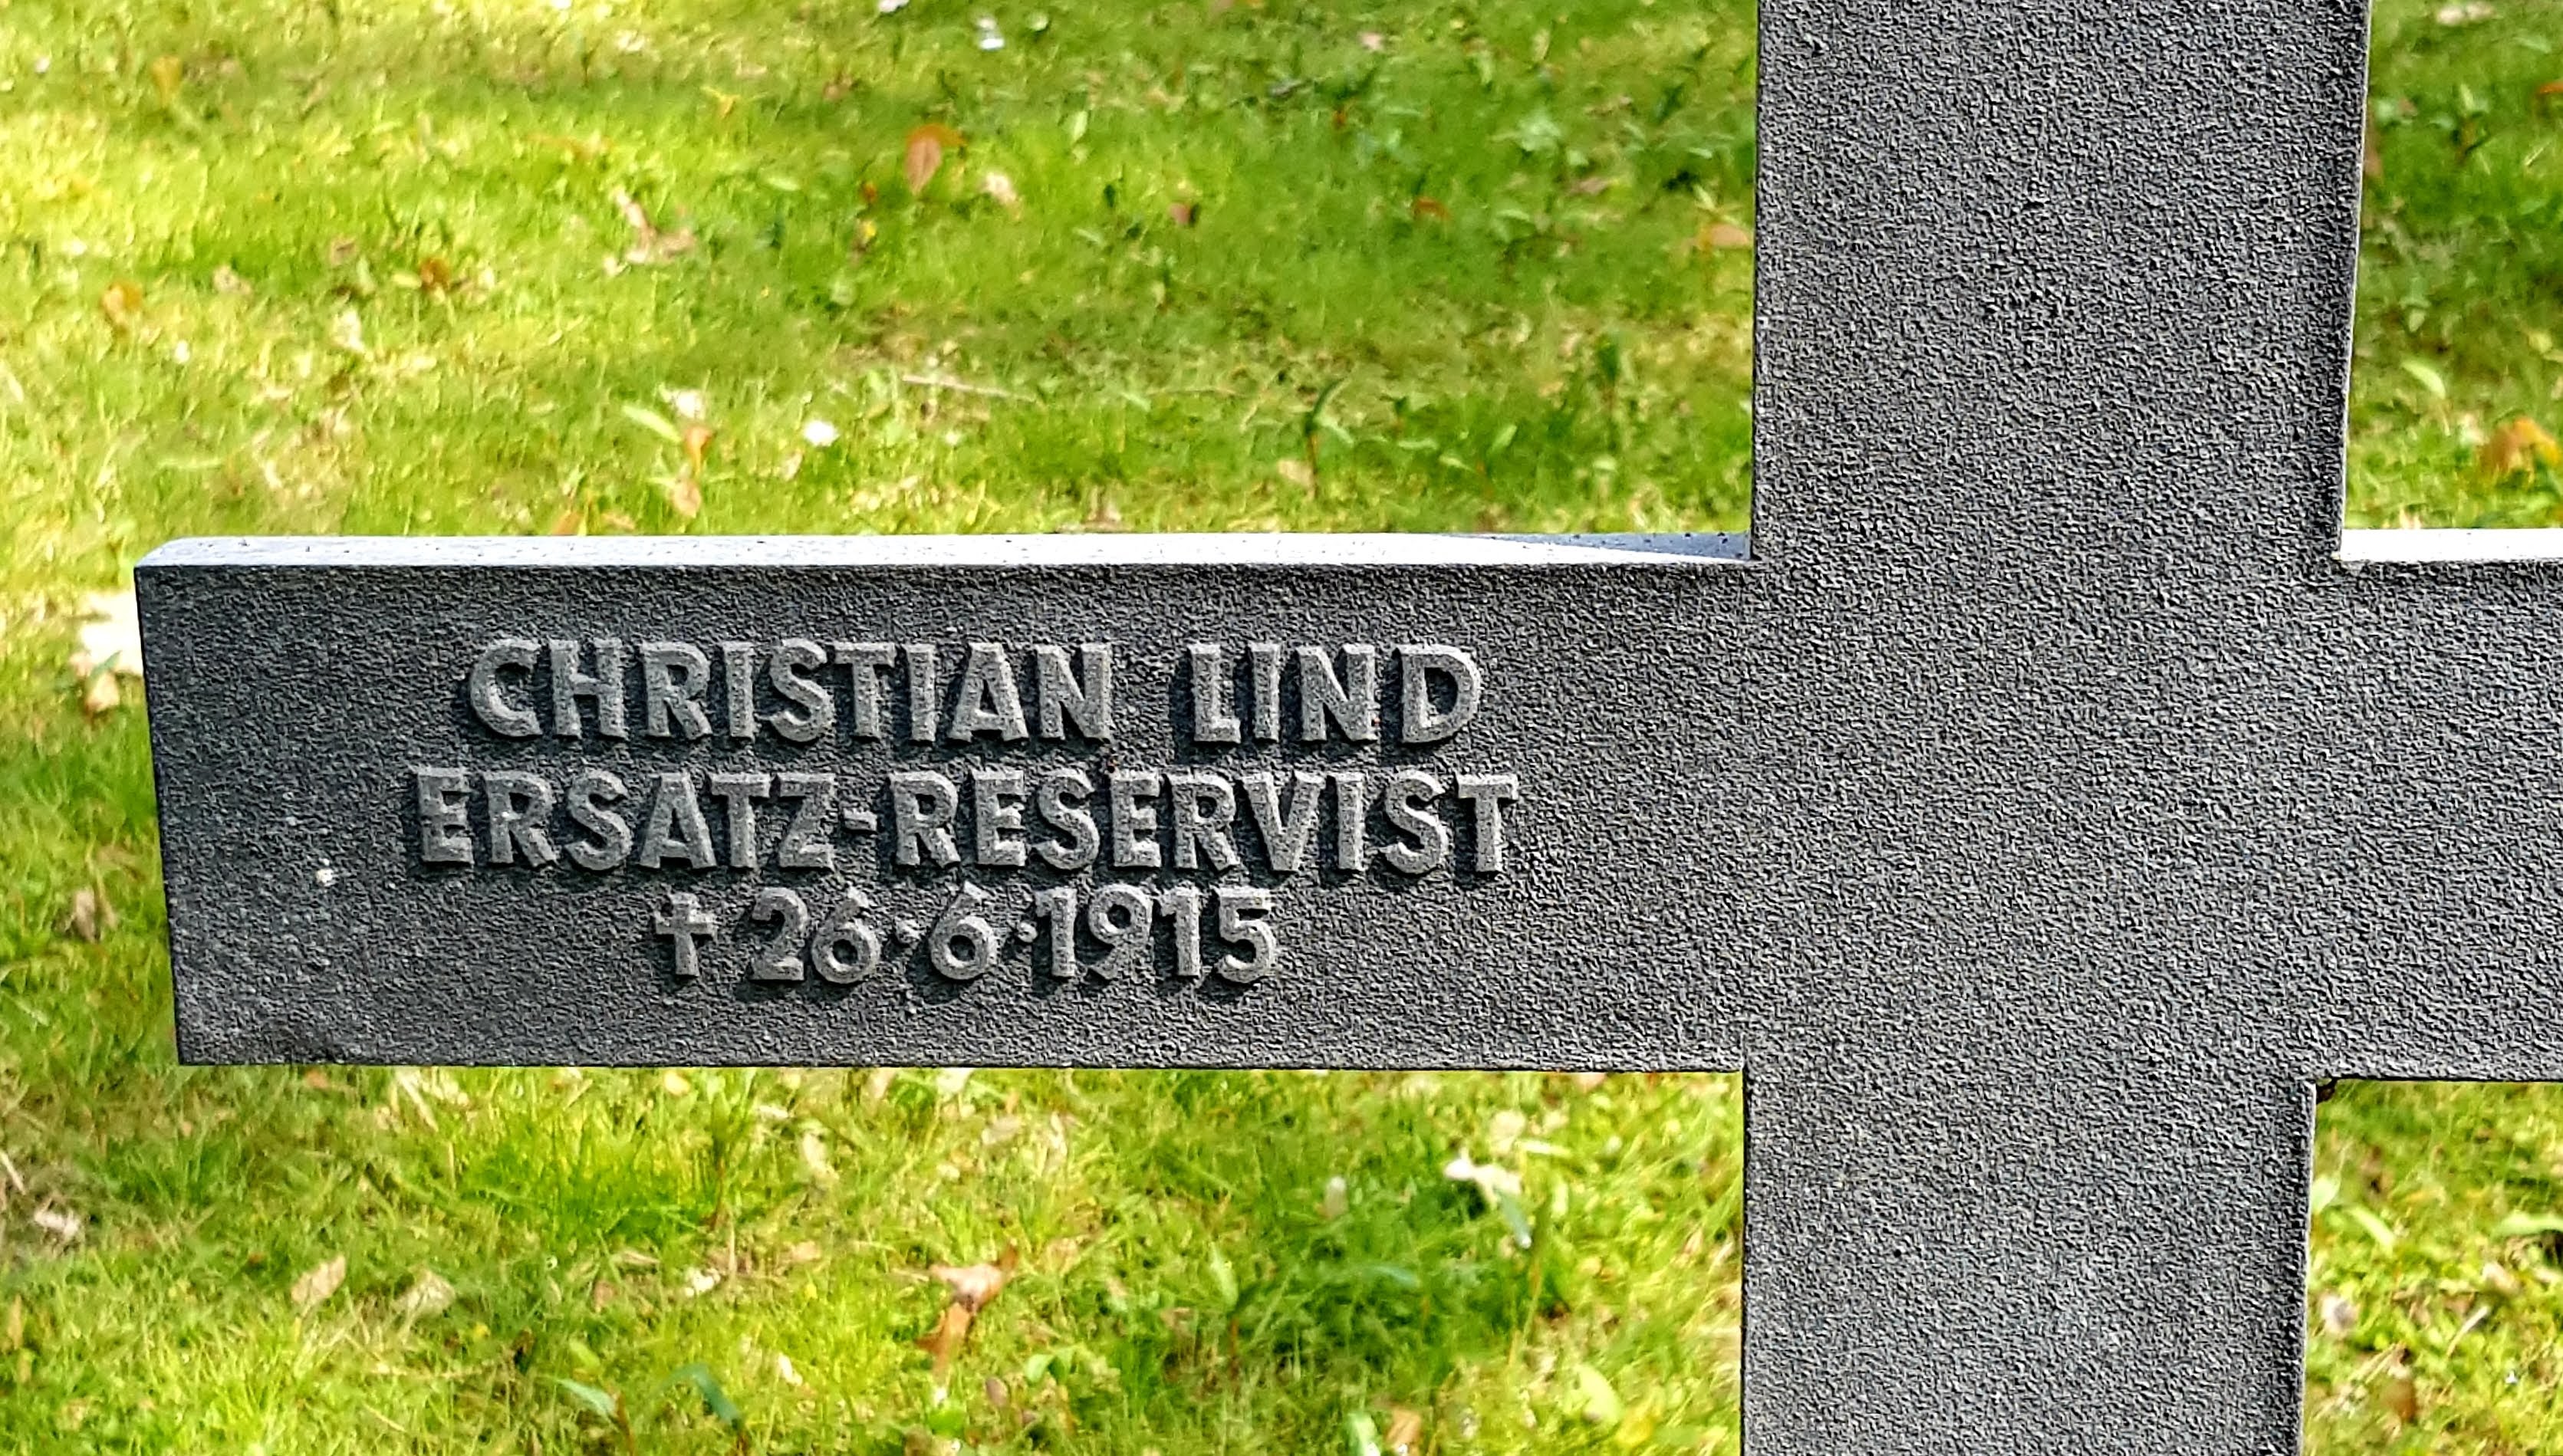 CHRISTIAN LIND
ERSATZ-RESERVIST
✝ 26·6·1915